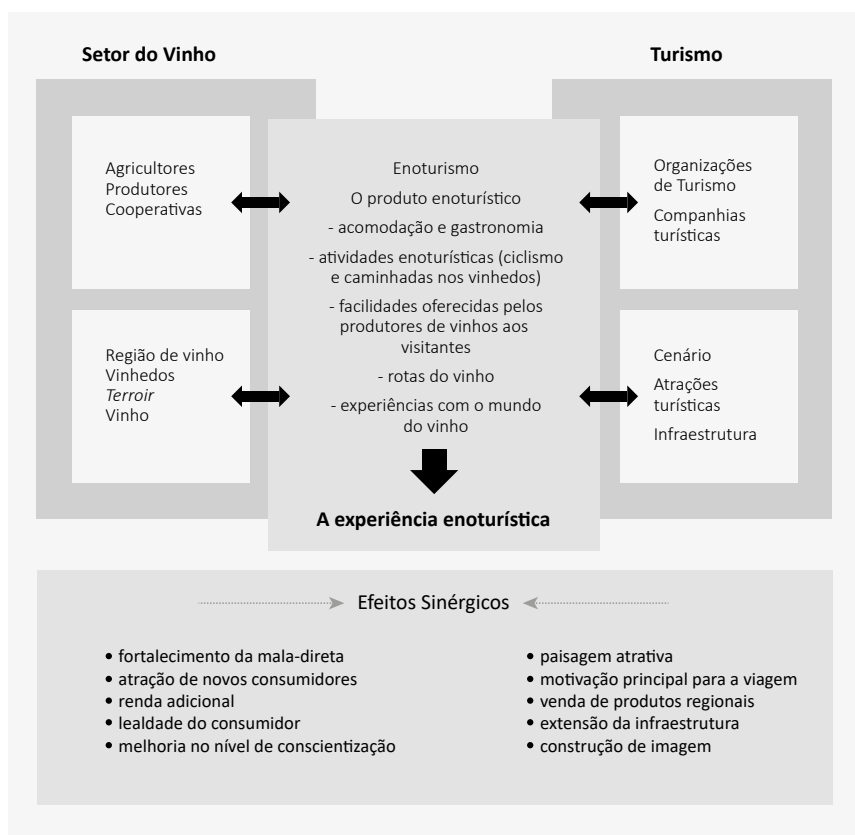 Setor do Vinho
Turismo
Agricultores
Produtores
Cooperativas
Região de vinho
Vinhedos
Terroir
Vinho
Enoturismo
O produto enoturístico
- acomodação e gastronomia
- atividades enoturísticas (ciclismo
e caminhadas nos vinhedos)
- facilidades oferecidas pelos
produtores de vinhos aos
visitantes
- rotas do vinho
- experiências com o mundo
do vinho
A experiência enoturística
Organizações
de Turismo
Companhias
turísticas
Cenário
Atrações
turísticas
Infraestrutura
Efeitos Sinérgicos
• fortalecimento da mala-direta
• atração de novos consumidores
• renda adicional
• lealdade do consumidor
• melhoria no nível de conscientização
• paisagem atrativa
• motivação principal para a viagem
• venda de produtos regionais
• extensão da infraestrutura
• construção de imagem